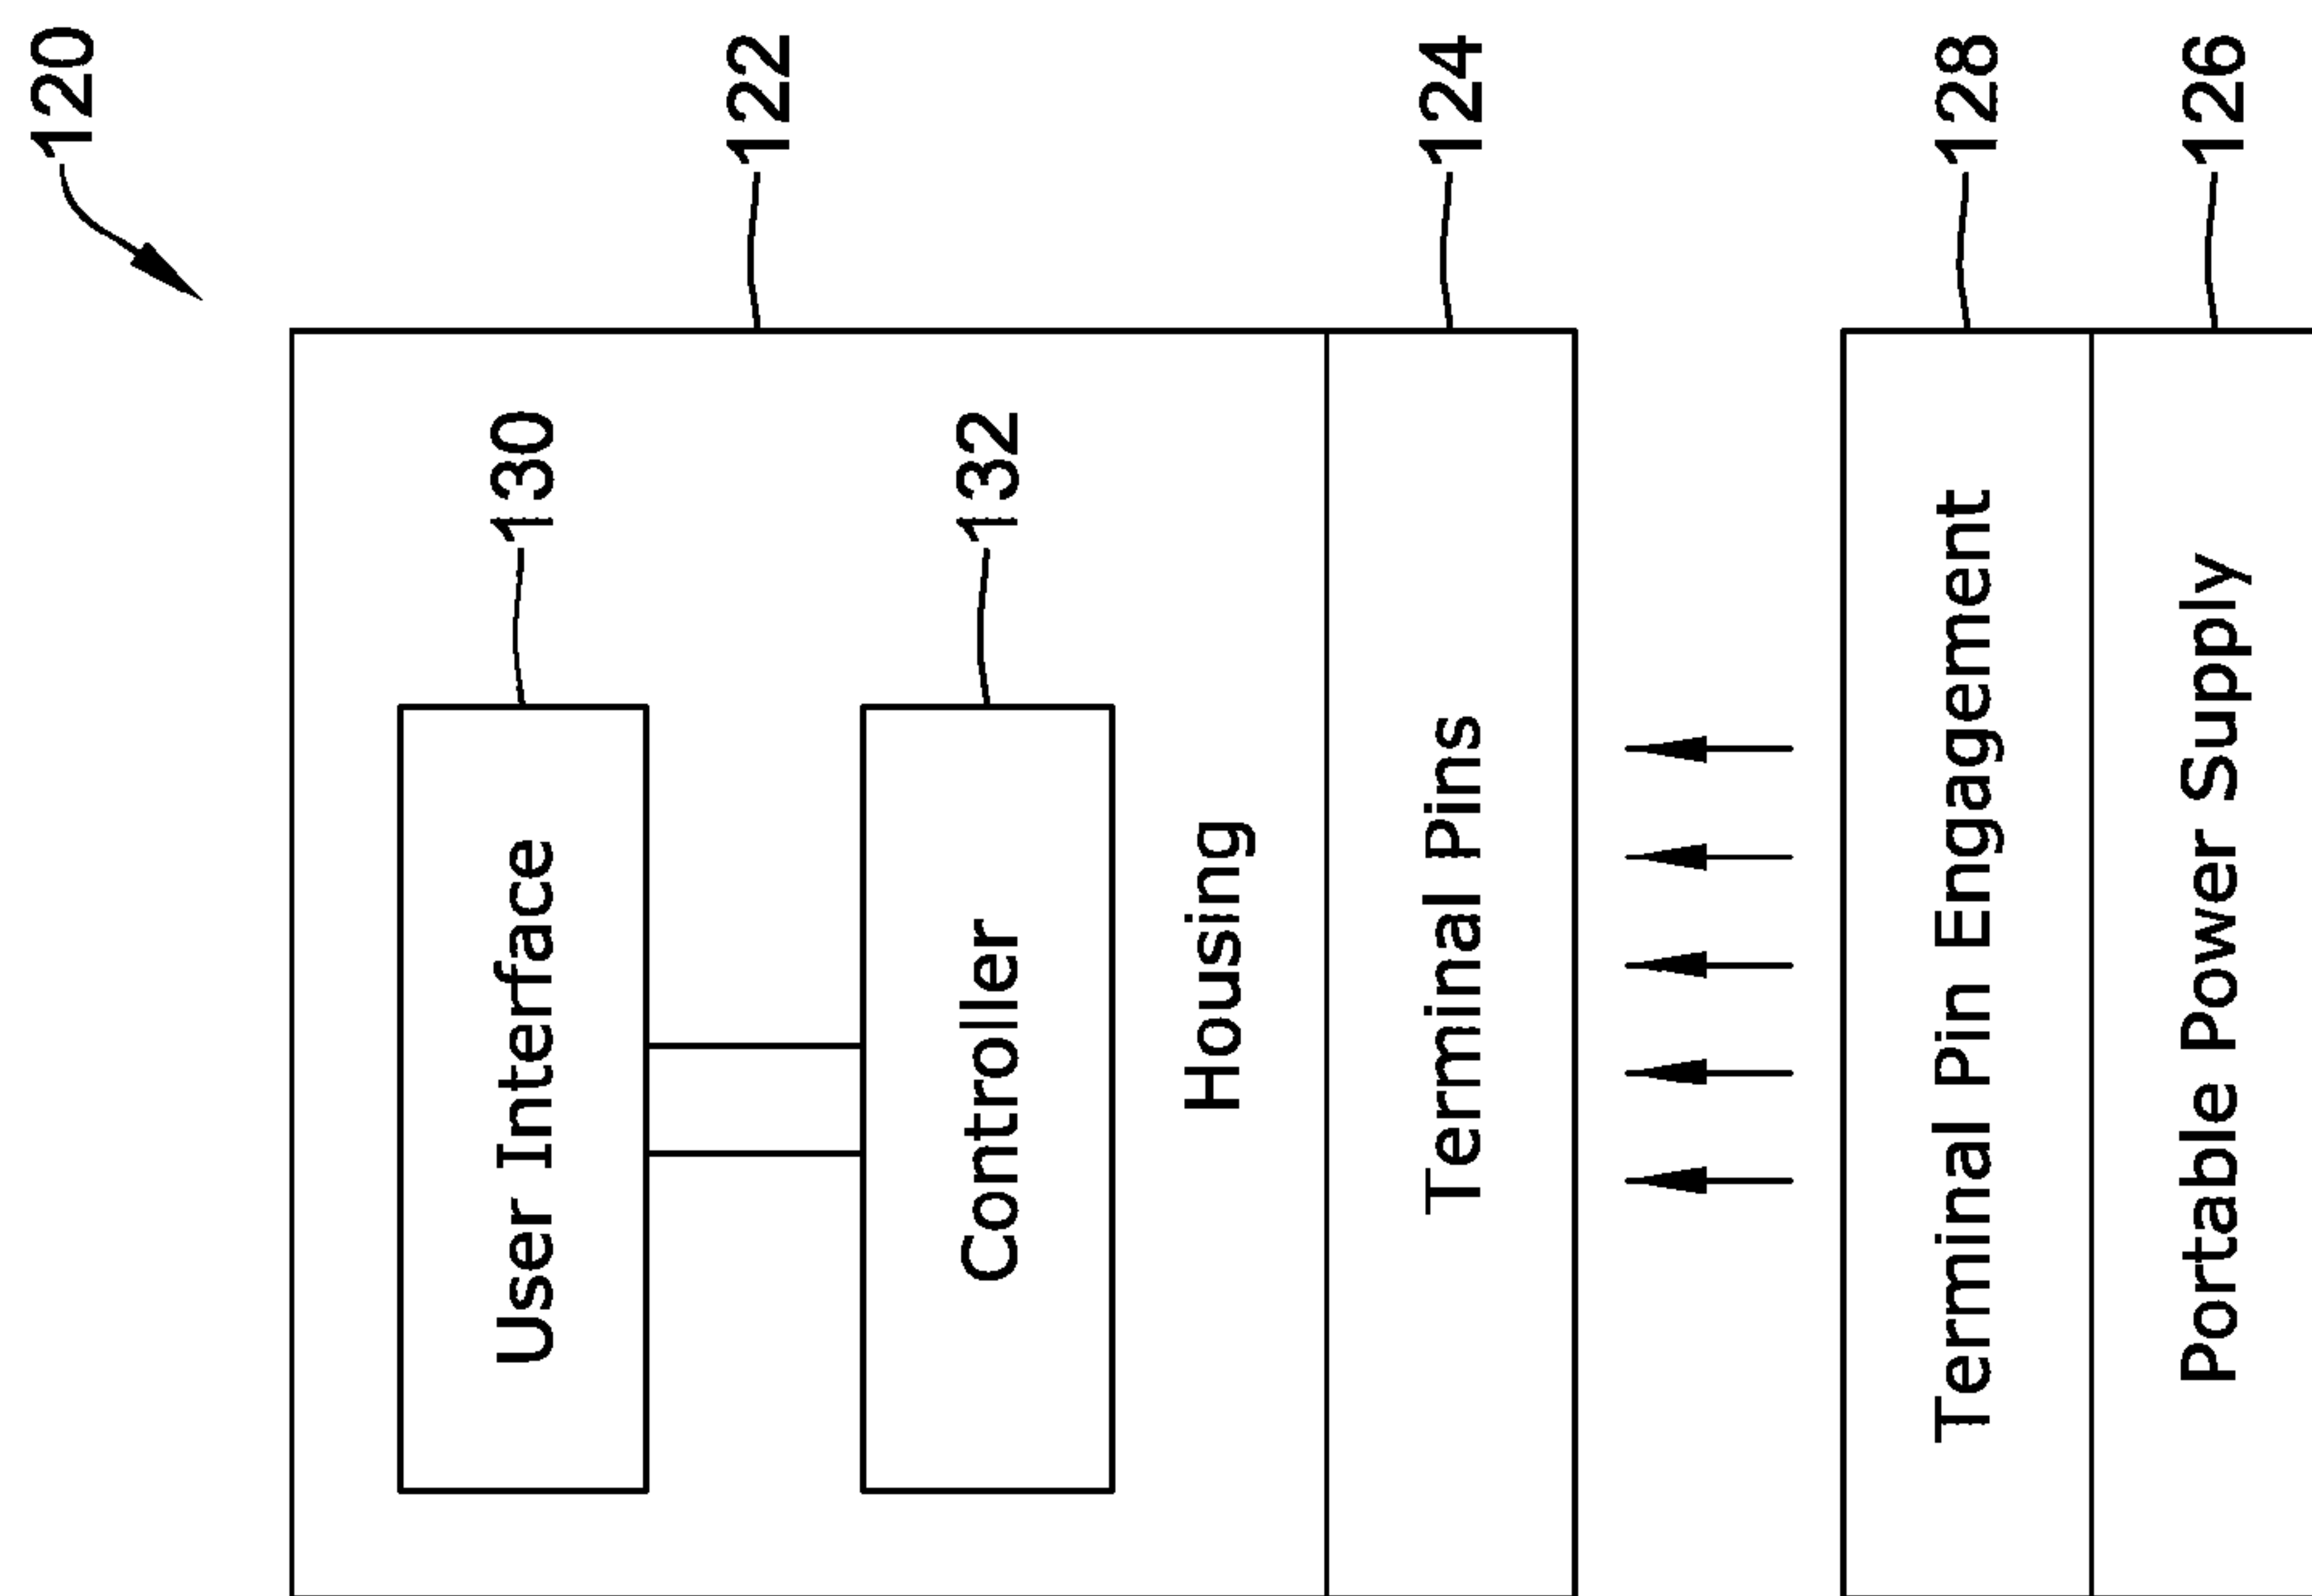 120
122
130
User Interface
132
Controller
Housing
124
Terminal Pins
128
Terminal Pin Engagement
126
Portable Power Supply